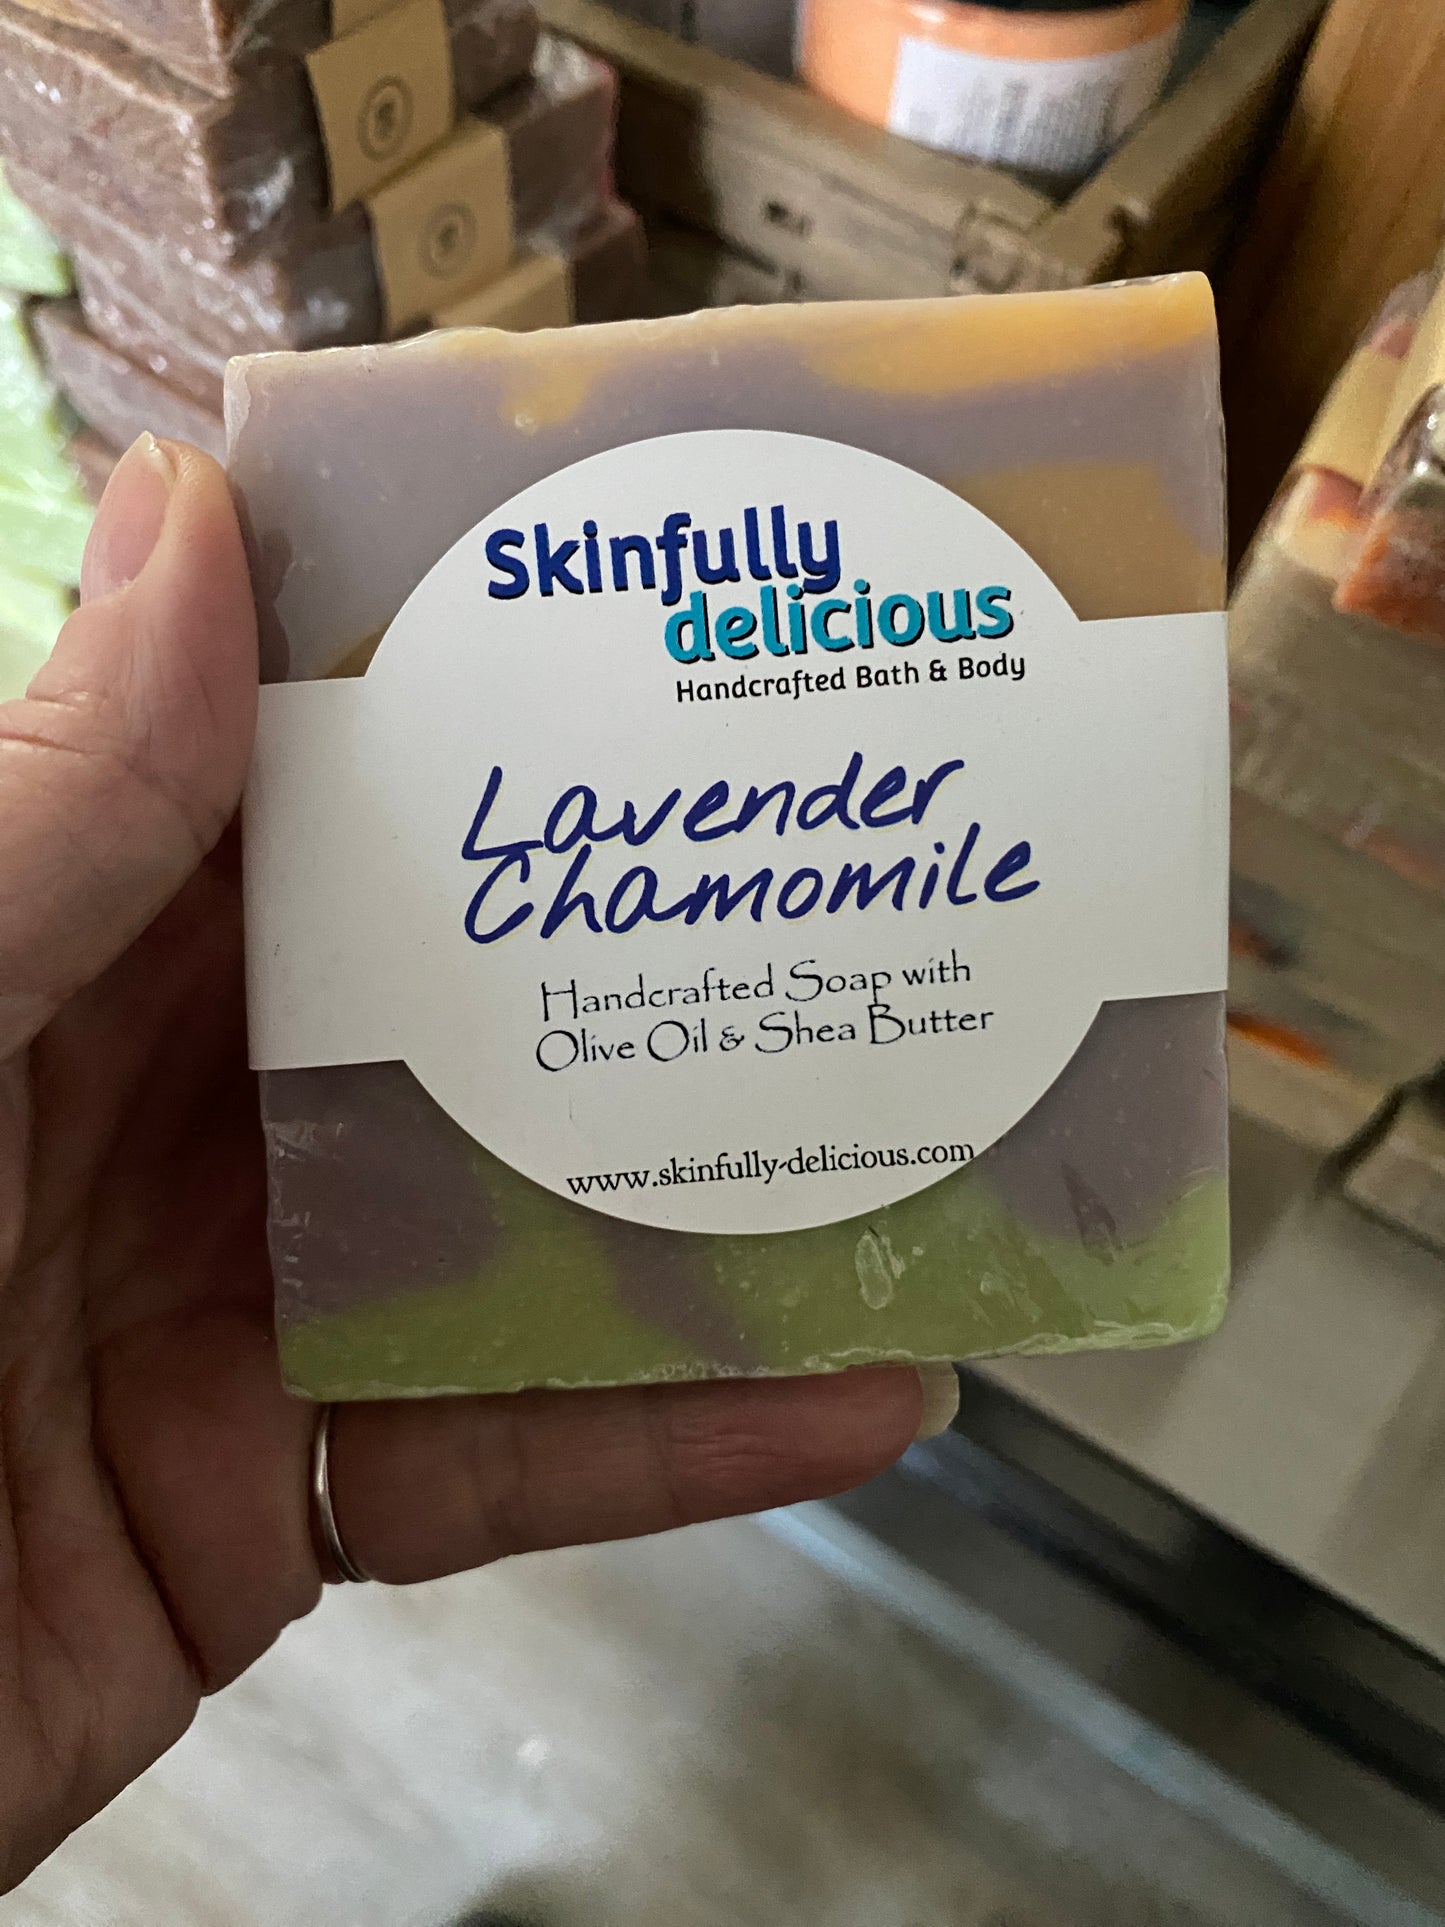 Skinfully
delicious
Handcrafted Bath & Body
Lavender
Chamomile
Handcrafted Soap with
Olive Oil & Shea Butter
www.skinfully-delicious.com